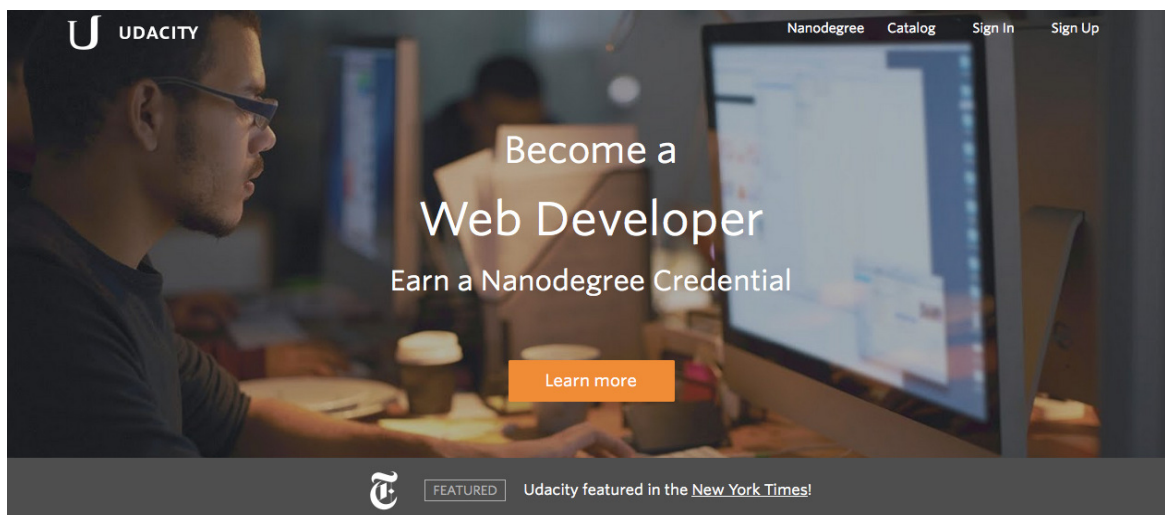 UDACITY
Nanodegree Catalog Sign In Sign Up
Become a
Web Developer
Earn a Nanodegree Credential
Learn more
FEATURED Udacity featured in the New York Times!